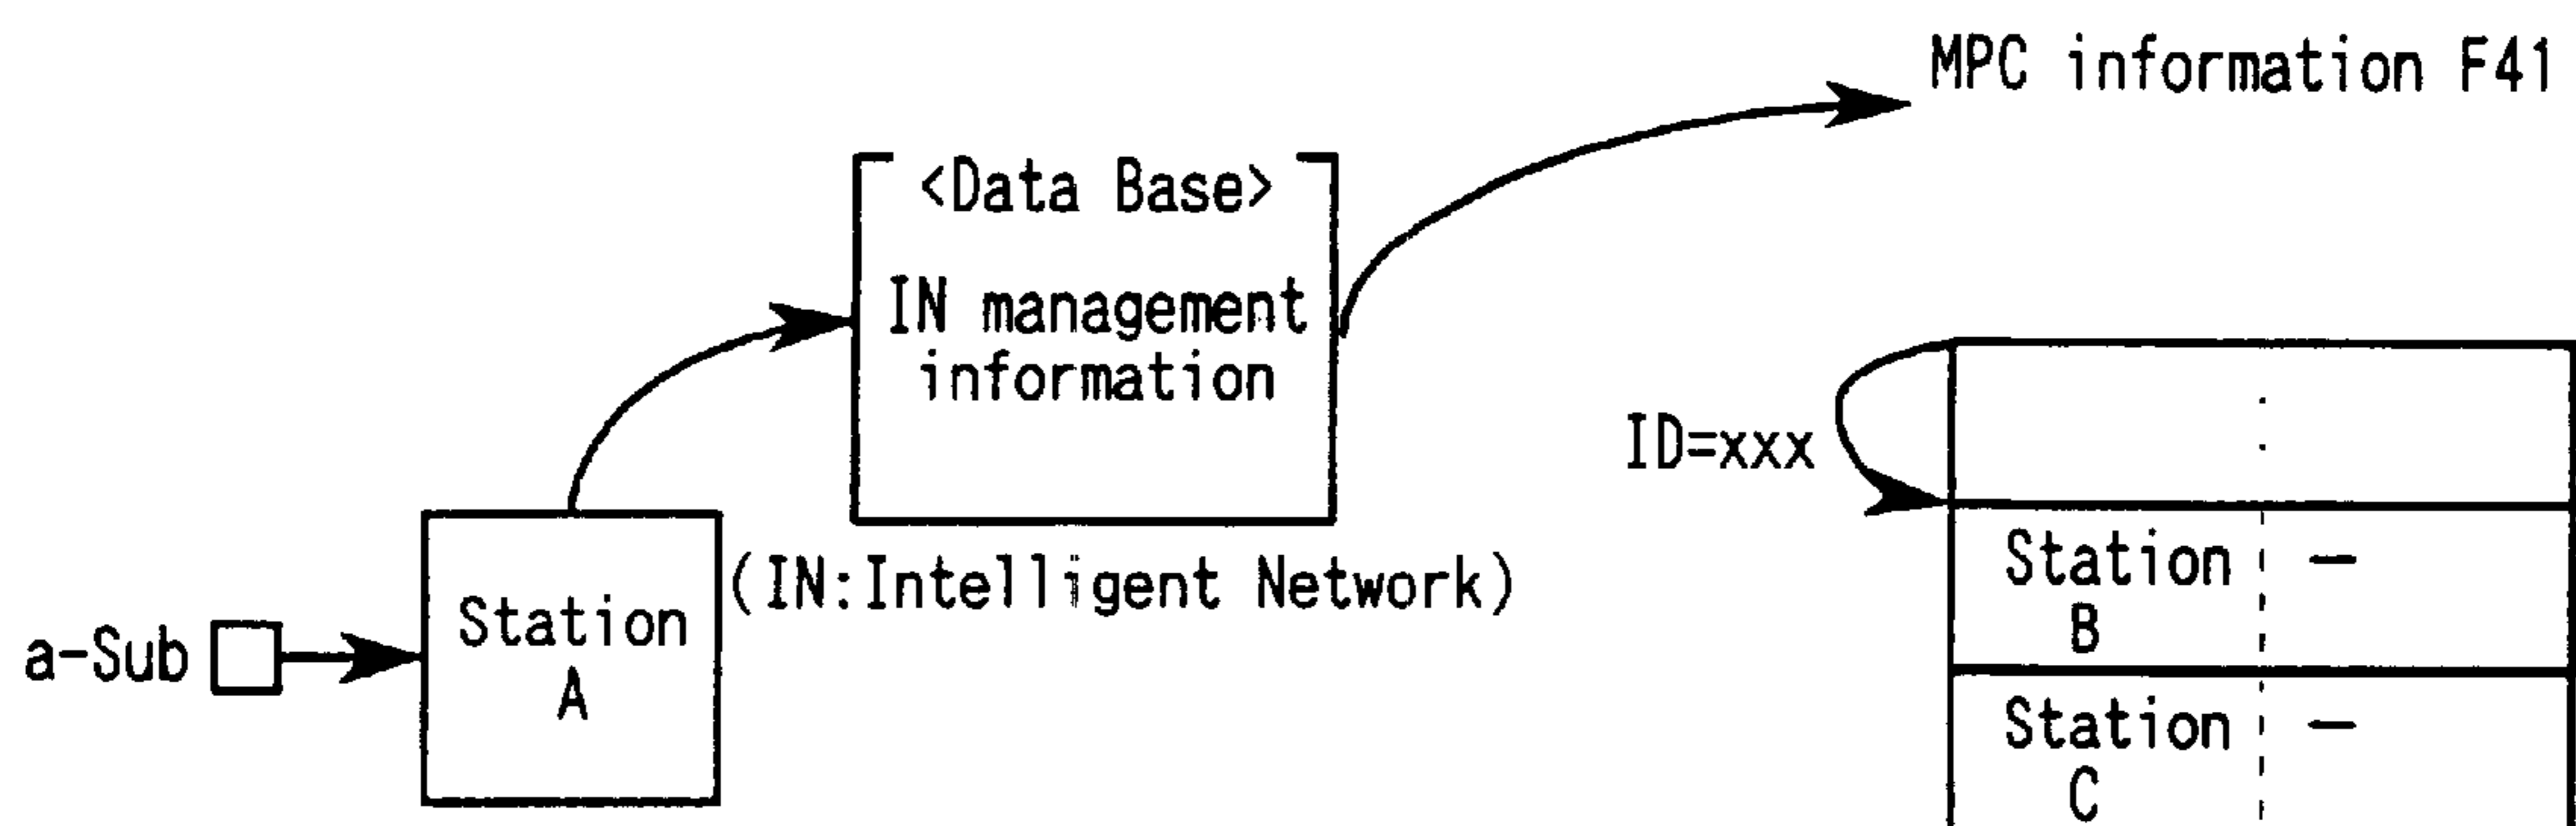 MPC information F41
<Data Base>
IN management
information
ID=xxx
(IN:Intelligent Network)
a-Sub
Station
A
Station –
B
Station –
C